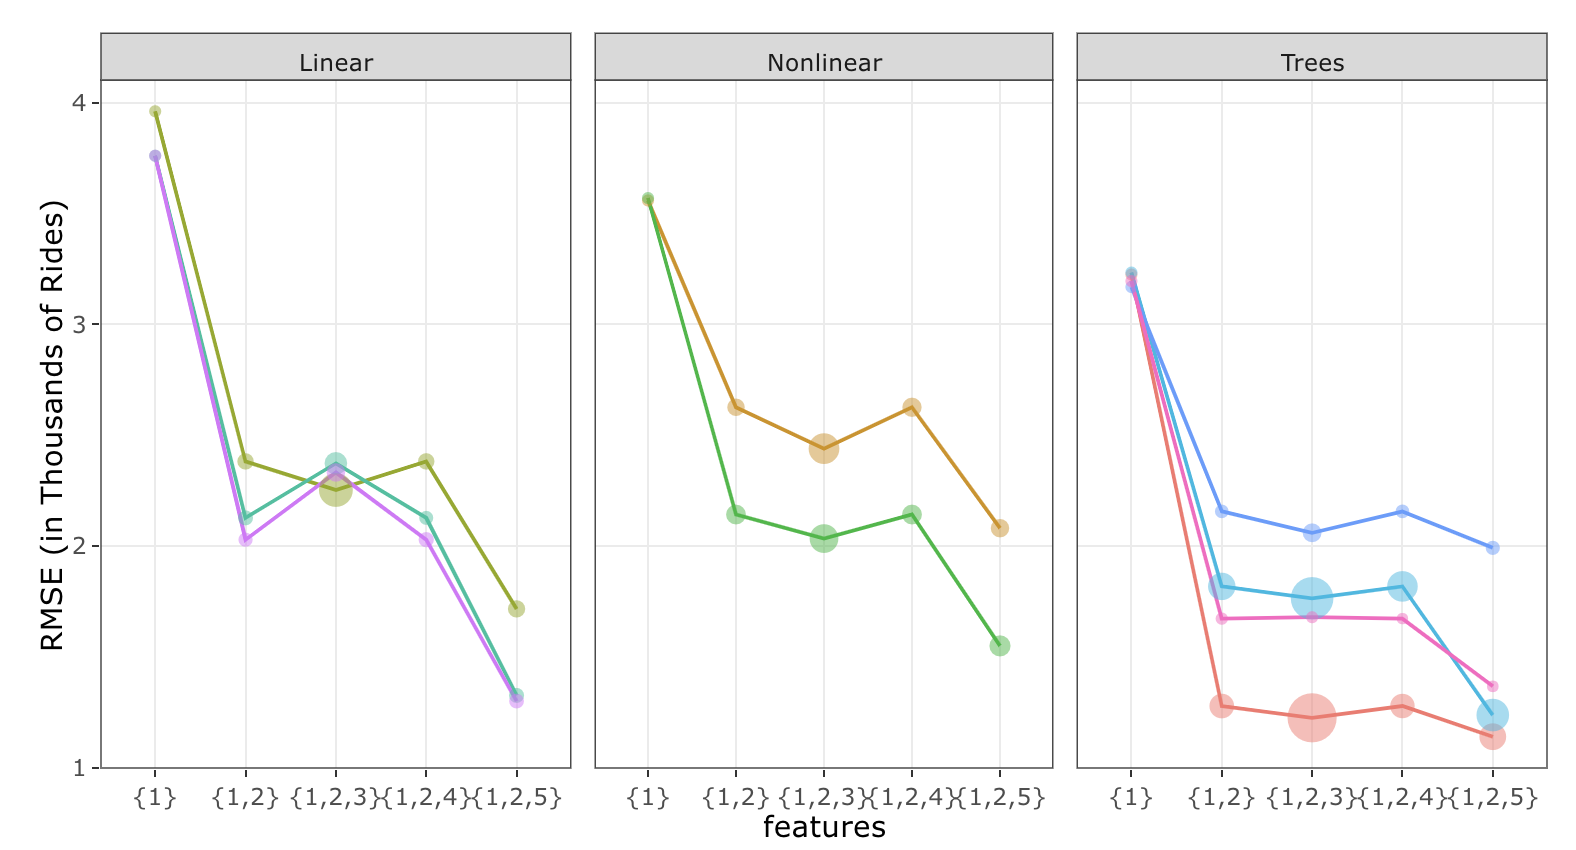 Linear
Nonlinear
Trees
RMSE (in Thousands of Rides)
4
3
2
1
{1} {1,2} {1,2,3} {1,2,4} {1,2,5}
{1} {1,2} {1,2,3} {1,2,4} {1,2,5}
{1} {1,2} {1,2,3} {1,2,4} {1,2,5}
features